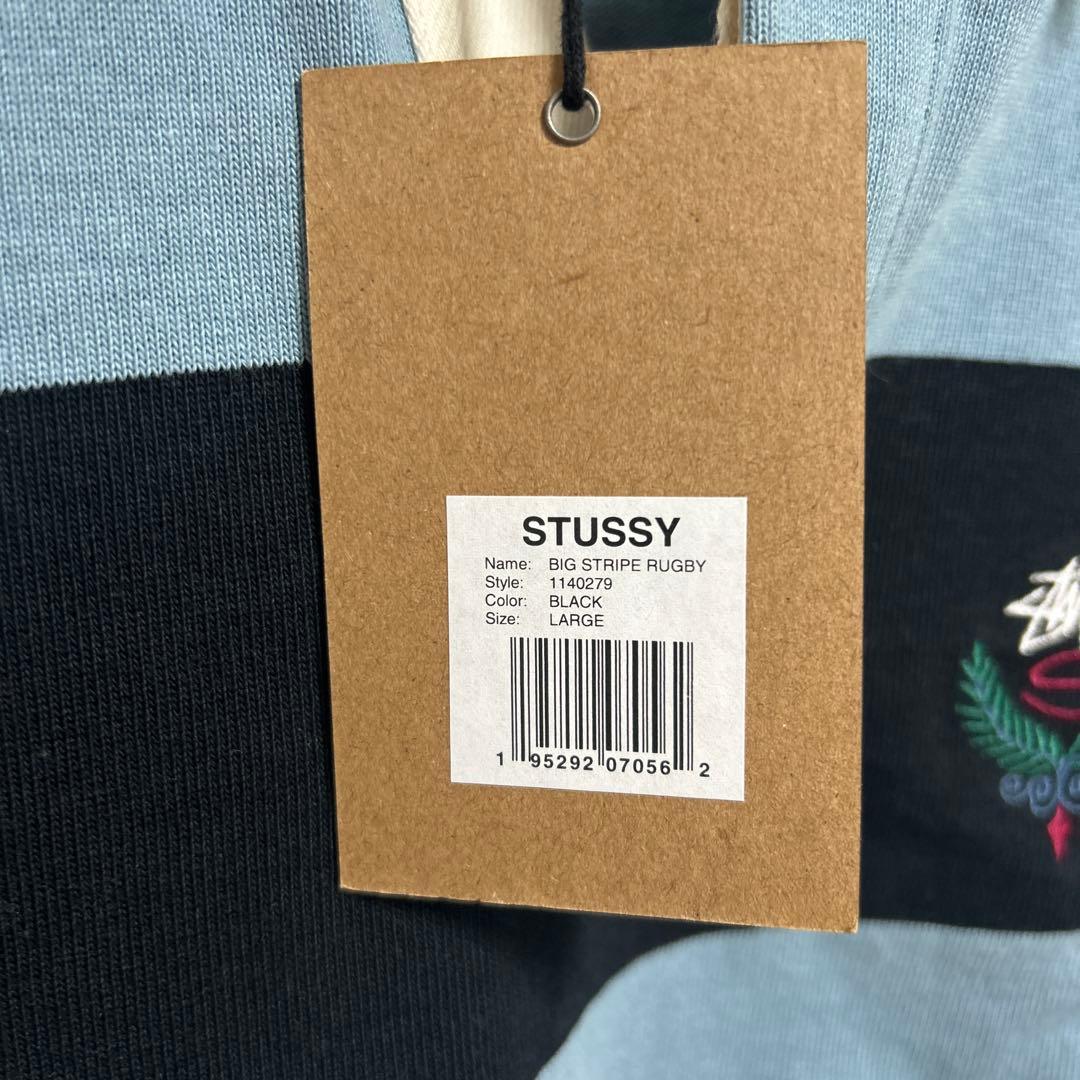 STUSSY
Name: BIG STRIPE RUGBY
Style: 1140279
Color: BLACK
Size: LARGE
1 95292 07056 2